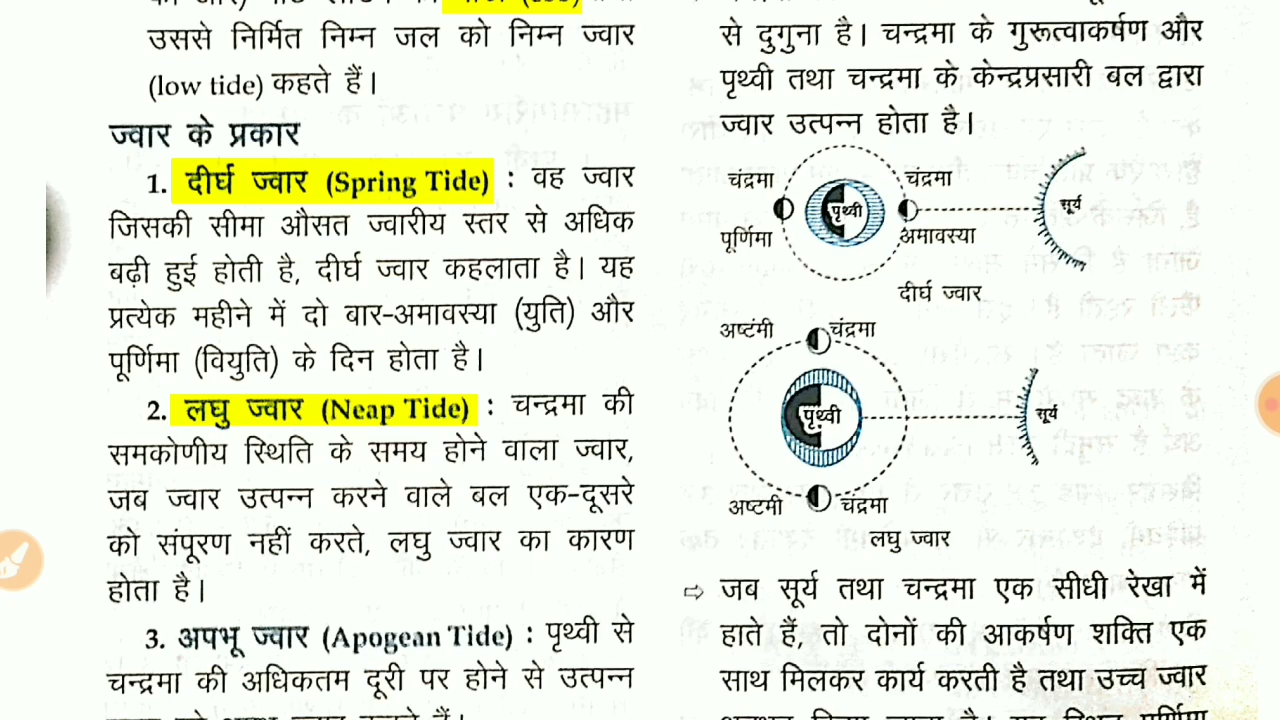 उससे निर्मित निम्न जल को निम्न ज्वार
(low tide) कहते हैं।
ज्वार के प्रकार
1. दीर्घ ज्वार (Spring Tide) : वह ज्वार
जिसकी सीमा औसत ज्वारीय स्तर से अधिक
बढ़ी हुई होती है, दीर्घ ज्वार कहलाता है। यह
प्रत्येक महीने में दो बार-अमावस्या (युति) और
पूर्णिमा (वियुति) के दिन होता है।
2. लघु ज्वार (Neap Tide) : चन्द्रमा की
समकोणीय स्थिति के समय होने वाला ज्वार,
जब ज्वार उत्पन्न करने वाले बल एक-दूसरे
को संपूरण नहीं करते, लघु ज्वार का कारण
होता है।
3. अपभू ज्वार (Apogean Tide) : पृथ्वी से
चन्द्रमा की अधिकतम दूरी पर होने से उत्पन्न
से दुगुना है। चन्द्रमा के गुरूत्वाकर्षण और
पृथ्वी तथा चन्द्रमा के केन्द्रप्रसारी बल द्वारा
ज्वार उत्पन्न होता है।
चंद्रमा चंद्रमा
पृथ्वी सूर्य
पूर्णिमा अमावस्या
दीर्घ ज्वार
अष्टंमी चंद्रमा
पृथ्वी सूर्य
अष्टमी चंद्रमा
लघु ज्वार
⇨ जब सूर्य तथा चन्द्रमा एक सीधी रेखा में
हाते हैं, तो दोनों की आकर्षण शक्ति एक
साथ मिलकर कार्य करती है तथा उच्च ज्वार